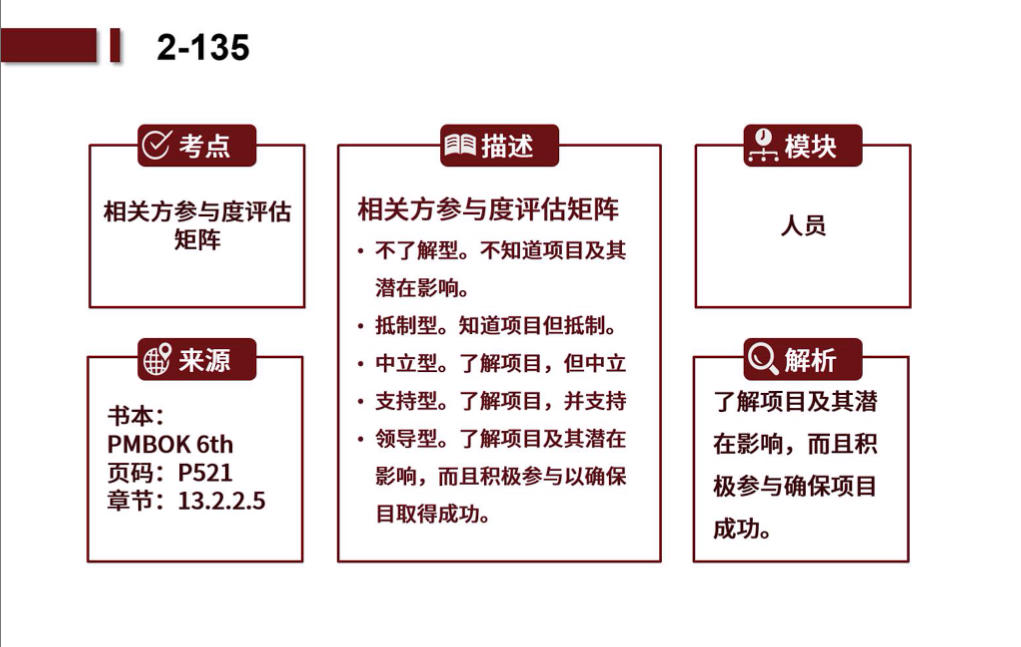 2-135
考点
相关方参与度评估
矩阵
来源
书本：
PMBOK 6th
页码：P521
章节：13.2.2.5
描述
相关方参与度评估矩阵
• 不了解型。不知道项目及其
潜在影响。
• 抵制型。知道项目但抵制。
• 中立型。了解项目，但中立
• 支持型。了解项目，并支持
• 领导型。了解项目及其潜在
影响，而且积极参与以确保
目取得成功。
模块
人员
解析
了解项目及其潜
在影响，而且积
极参与确保项目
成功。